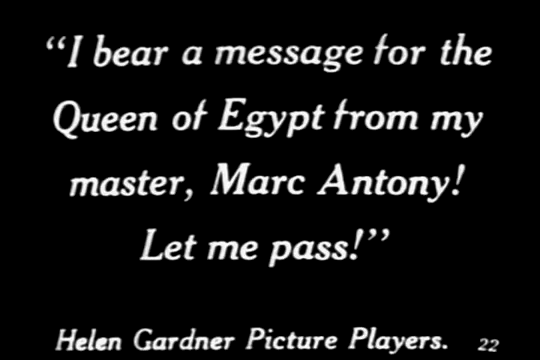 “I bear a message for the
Queen of Egypt from my
master, Marc Antony!
Let me pass!”
Helen Gardner Picture Players. 22